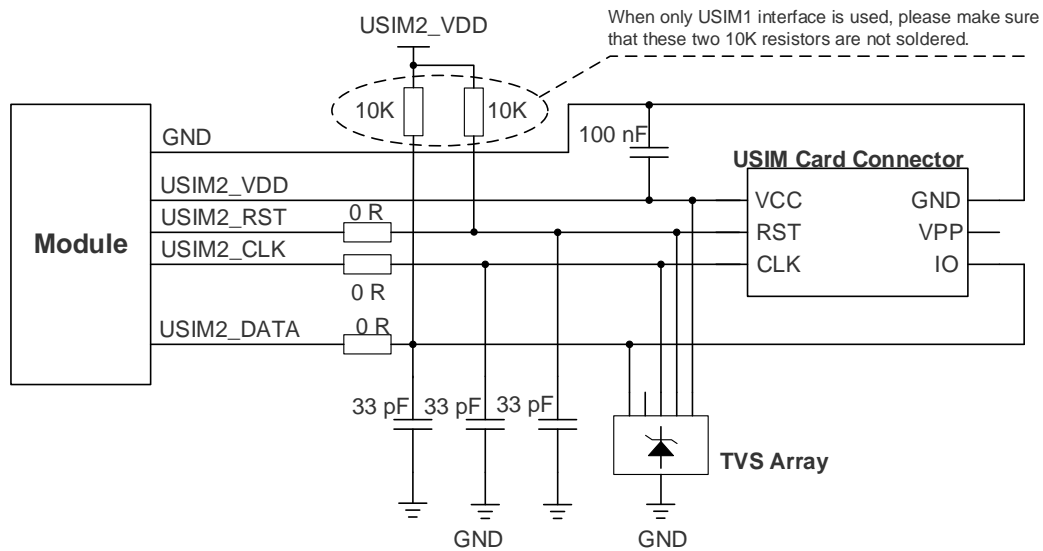 When only USIM1 interface is used, please make sure
that these two 10K resistors are not soldered.
USIM2_VDD
10K
10K
GND
100 nF
USIM Card Connector
USIM2_VDD
VCC
GND
USIM2_RST
0 R
RST
VPP
Module
USIM2_CLK
CLK
IO
0 R
USIM2_DATA
0 R
33 pF
33 pF
33 pF
TVS Array
GND
GND